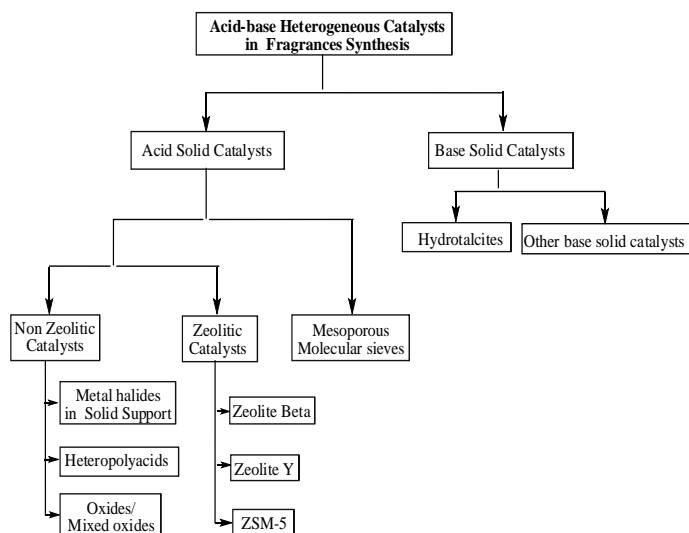 Acid-base Heterogeneous Catalysts
in Fragrances Synthesis
Acid Solid Catalysts
Base Solid Catalysts
Hydrotalcites
Other base solid catalysts
Non Zeolitic
Catalysts
Zeolitic
Catalysts
Mesoporous
Molecular sieves
Metal halides
in Solid Support
Heteropolyacids
Oxides/
Mixed oxides
Zeolite Beta
Zeolite Y
ZSM-5